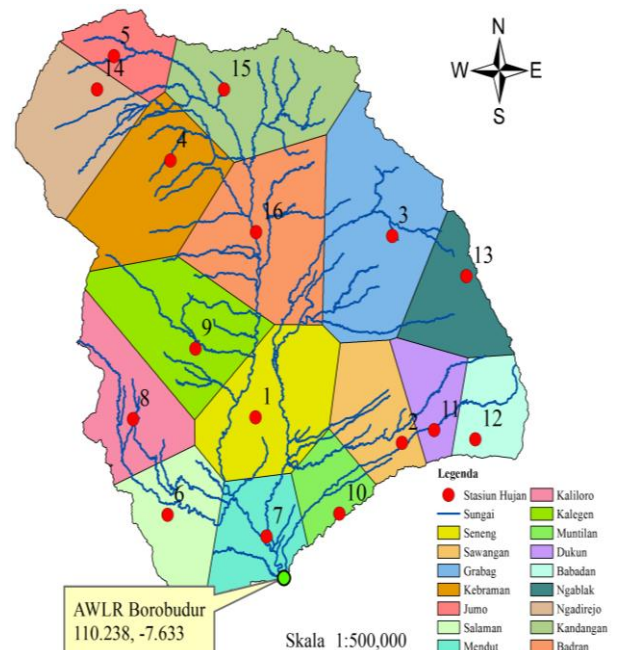 N
W E
S
5
14
15
4
16
3
13
9
8
1
2
11
12
6
7
10
AWLR Borobudur
110.238, -7.633
Skala 1:500,000
Legenda
Stasiun Hujan
Sungai
Seneng
Sawangan
Grabag
Kebraman
Jumo
Salaman
Mendut
Kaliloro
Kalegen
Muntilan
Dukun
Babadan
Ngablak
Ngadirejo
Kandangan
Badran